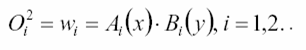 O_i^2 = w_i = A_i(x) · B_i(y), i = 1,2..